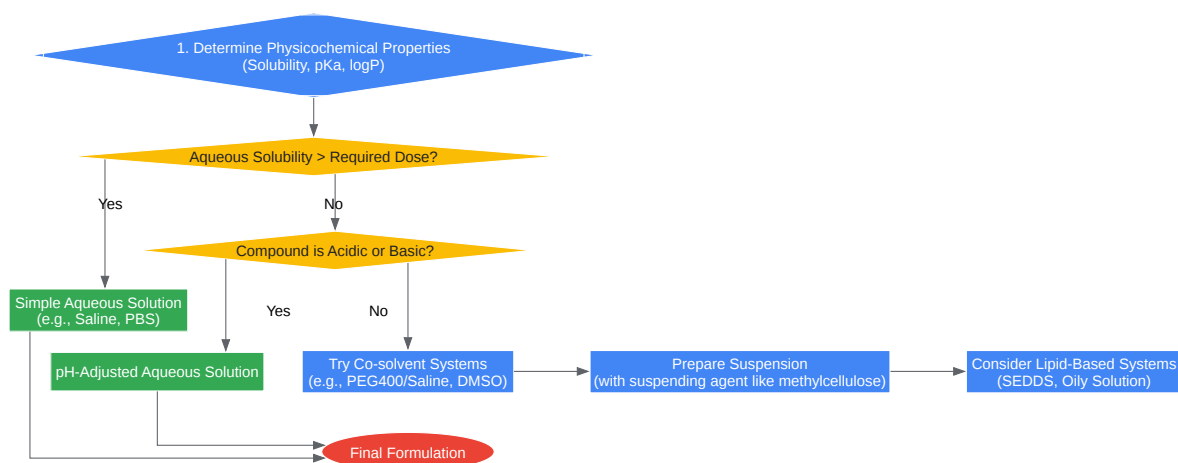 1. Determine Physicochemical Properties
(Solubility, pKa, logP)
Aqueous Solubility > Required Dose?
Yes
No
Compound is Acidic or Basic?
Simple Aqueous Solution
(e.g., Saline, PBS)
Yes
No
pH-Adjusted Aqueous Solution
Try Co-solvent Systems
(e.g., PEG400/Saline, DMSO)
Prepare Suspension
(with suspending agent like methylcellulose)
Consider Lipid-Based Systems
(SEDDS, Oily Solution)
Final Formulation